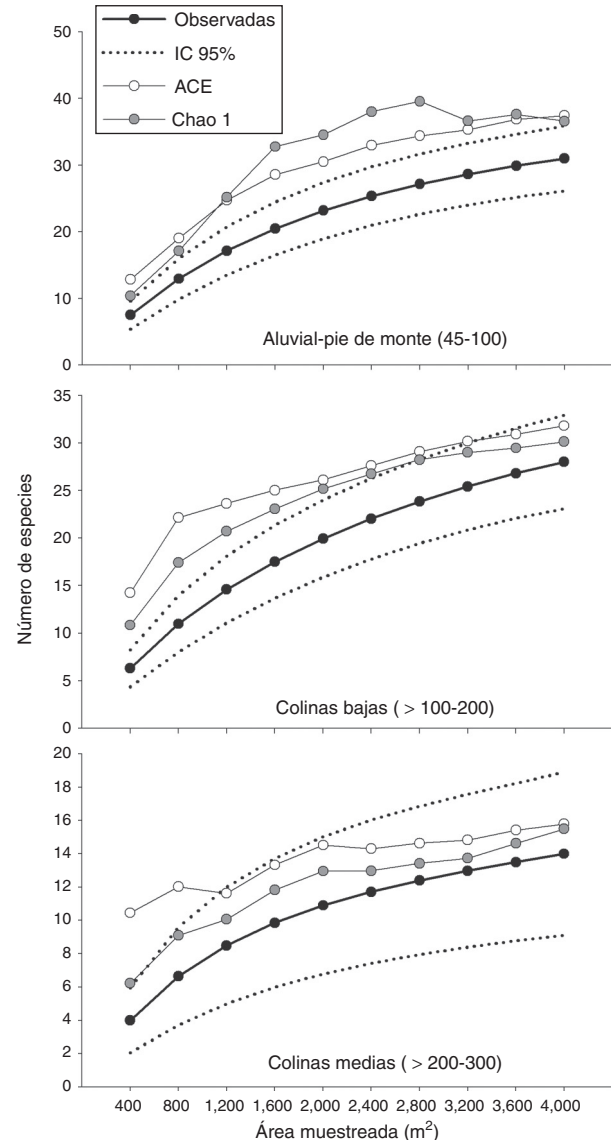 50
40
30
20
10
0
Observadas
IC 95%
ACE
Chao 1
Aluvial-pie de monte (45-100)
Número de especies
35
30
25
20
15
10
5
0
Colinas bajas ( > 100-200)
20
18
16
14
12
10
8
6
4
2
0
Colinas medias ( > 200-300)
400 800 1,200 1,600 2,000 2,400 2,800 3,200 3,600 4,000
Área muestreada (m²)